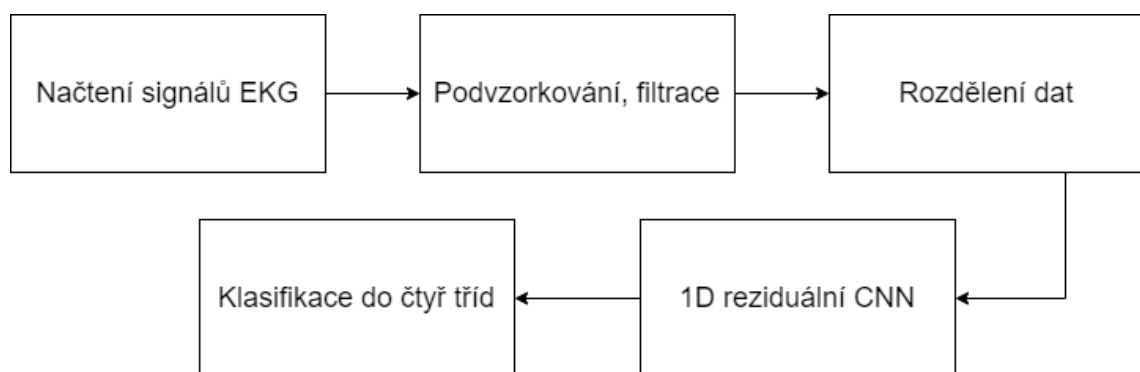 Načtení signálů EKG
Podvzorkování, filtrace
Rozdělení dat
1D reziduální CNN
Klasifikace do čtyř tříd